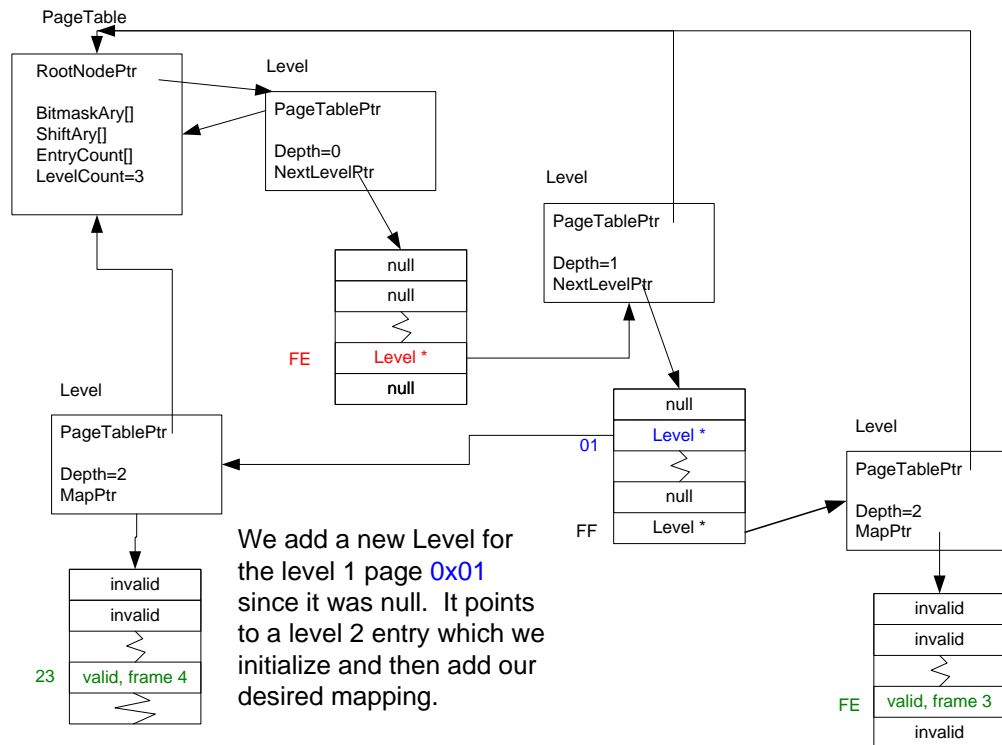 PageTable
RootNodePtr
BitmaskAry[]
ShiftAry[]
EntryCount[]
LevelCount=3
Level
PageTablePtr
Depth=0
NextLevelPtr
null
null
FE
Level *
null
Level
PageTablePtr
Depth=1
NextLevelPtr
null
01
Level *
null
FF
Level *
Level
PageTablePtr
Depth=2
MapPtr
invalid
invalid
23
valid, frame 4
We add a new Level for
the level 1 page 0x01
since it was null. It points
to a level 2 entry which we
initialize and then add our
desired mapping.
Level
PageTablePtr
Depth=2
MapPtr
invalid
invalid
FE
valid, frame 3
invalid